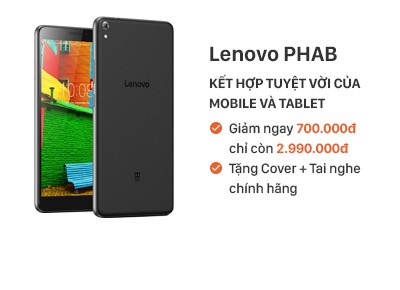 Lenovo PHAB
KẾT HỢP TUYỆT VỜI CỦA
MOBILE VÀ TABLET
Giảm ngay 700.000đ
chỉ còn 2.990.000đ
Tặng Cover + Tai nghe
chính hãng
Lenovo